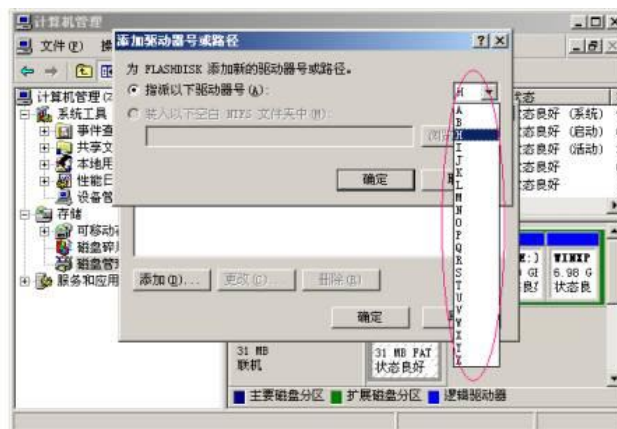 计算机管理
文件(F)
添加驱动器号或路径
为 FLASHDISK 添加新的驱动器号或路径。
指派以下驱动器号(A):
H
装入以下空白 NTFS 文件夹中(M):
确定
A
B
H
I
J
K
L
M
N
O
P
Q
R
S
T
U
V
W
X
Y
Z
计算机管理
系统工具
事件查
共享文
本地用
性能日
设备管
存储
可移动
磁盘碎
磁盘管理
服务和应用
状态
态良好 (系统)
态良好 (启动)
态良好 (活动)
态良好
态良好
添加(D)...
更改(C)...
删除(R)
确定
WINXP
6.98 G
状态良
31 MB
联机
31 MB FAT
状态良好
主要磁盘分区
扩展磁盘分区
逻辑驱动器